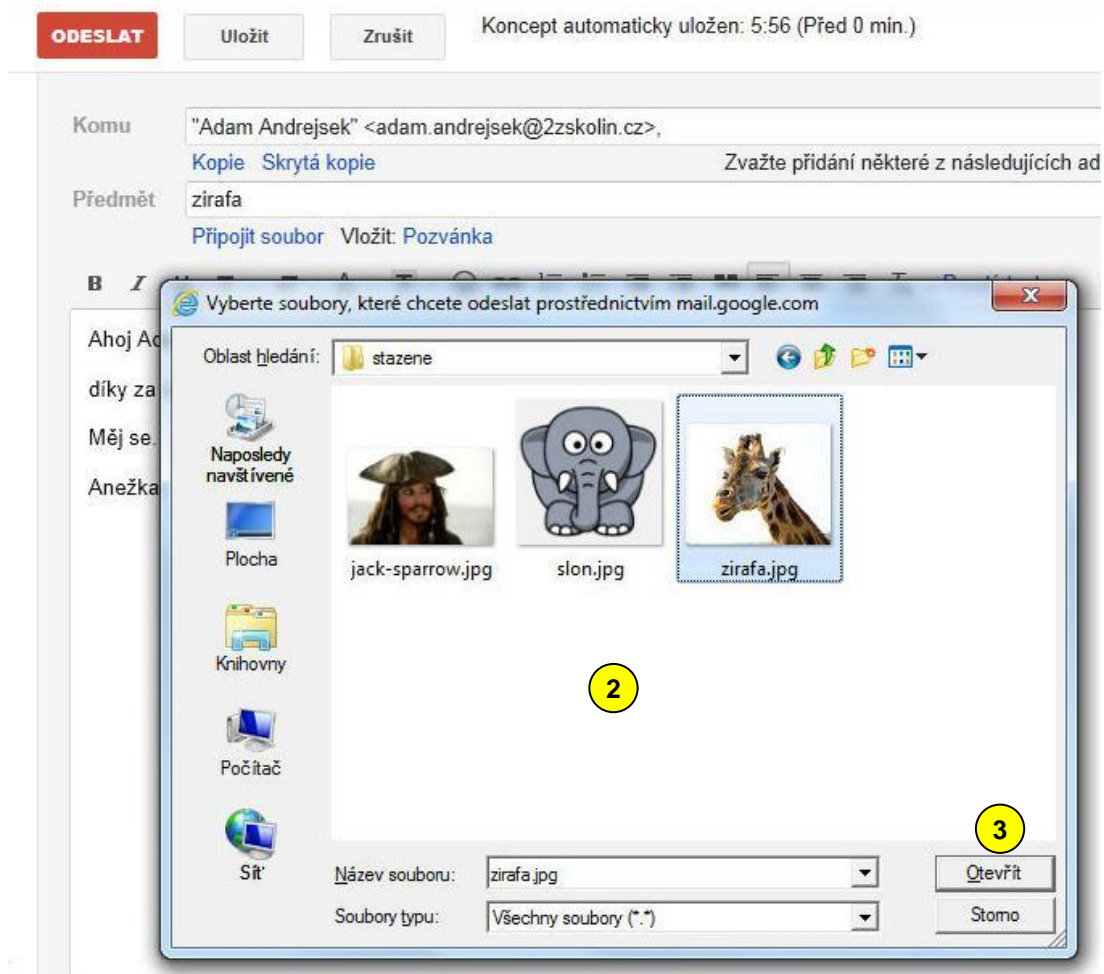 ODESLAT Uložit Zrušit Koncept automaticky uložen: 5:56 (Před 0 min.)
Komu "Adam Andrejsek" <adam.andrejsek@2zskolin.cz>,
Kopie Skrytá kopie Zvažte přidání některé z následujících ad
Předmět zirafa
Připojit soubor Vložit: Pozvánka
B I
Vyberte soubory, které chcete odeslat prostřednictvím mail.google.com
Ahoj
Oblast hledání: stazene
díky za
Měj se.
Naposledy
navštívené
Anežka
Plocha
jack-sparrow.jpg slon.jpg zirafa.jpg
Knihovny
2
Počítač
3
Síť
Název souboru: zirafa.jpg Otevřít
Soubory typu: Všechny soubory (*.*) Storno